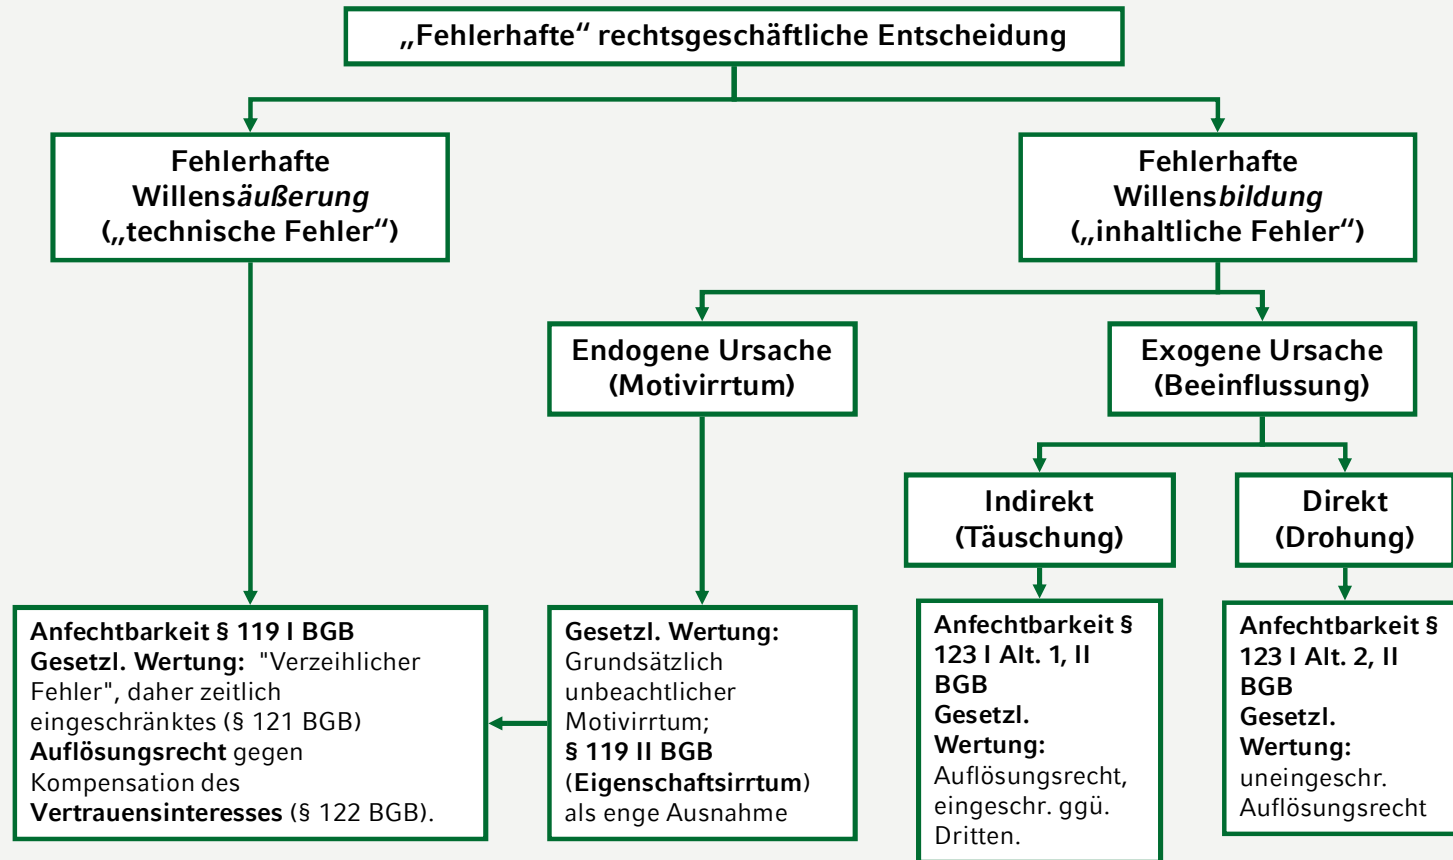 „Fehlerhafte“ rechtsgeschäftliche Entscheidung
Fehlerhafte
Willensäußerung
(„technische Fehler“)
Fehlerhafte
Willensbildung
(„inhaltliche Fehler“)
Endogene Ursache
(Motivirrtum)
Exogene Ursache
(Beeinflussung)
Indirekt
(Täuschung)
Direkt
(Drohung)
Anfechtbarkeit § 119 I BGB
Gesetzl. Wertung: "Verzeihlicher
Fehler", daher zeitlich
eingeschränktes (§ 121 BGB)
Auflösungsrecht gegen
Kompensation des
Vertrauensinteresses (§ 122 BGB).
Gesetzl. Wertung:
Grundsätzlich
unbeachtlicher
Motivirrtum;
§ 119 II BGB
(Eigenschaftsirrtum)
als enge Ausnahme
Anfechtbarkeit §
123 I Alt. 1, II
BGB
Gesetzl.
Wertung:
Auflösungsrecht,
eingeschr. ggü.
Dritten.
Anfechtbarkeit §
123 I Alt. 2, II
BGB
Gesetzl.
Wertung:
uneingeschr.
Auflösungsrecht